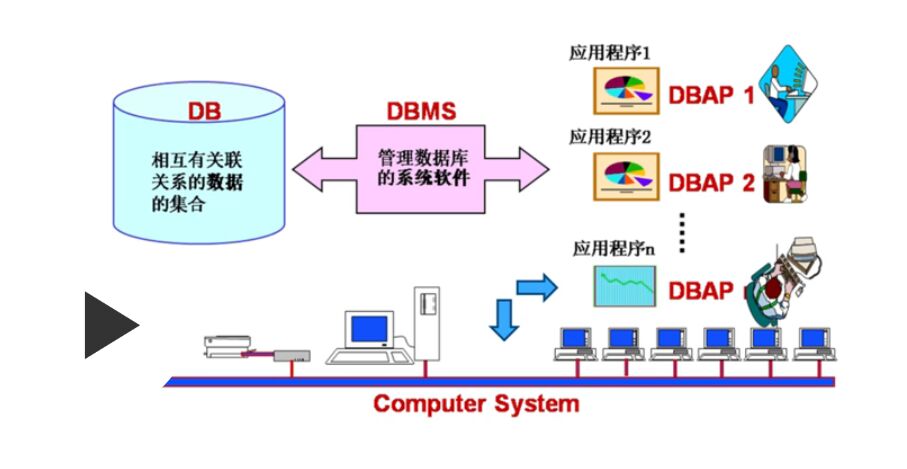 DB
相互有关联
关系的数据
的集合
DBMS
管理数据库
的系统软件
应用程序1
DBAP 1
应用程序2
DBAP 2
应用程序n
DBAP
Computer System